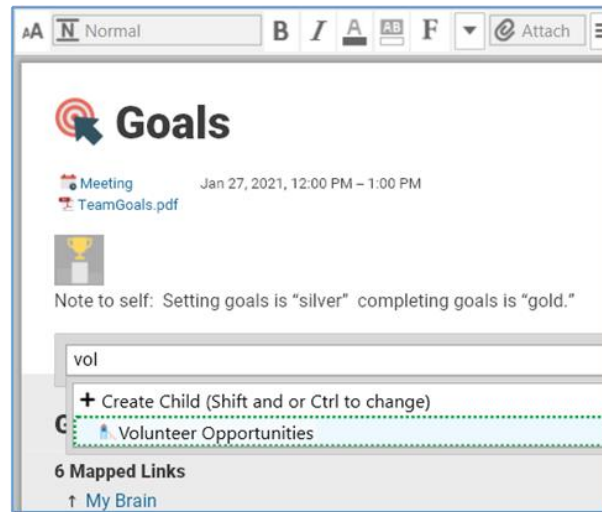 AA N Normal B I A AB F Attach
Goals
Meeting Jan 27, 2021, 12:00 PM – 1:00 PM
TeamGoals.pdf
Note to self: Setting goals is “silver” completing goals is “gold.”
vol
+ Create Child (Shift and or Ctrl to change)
G
Volunteer Opportunities
6 Mapped Links
↑ My Brain